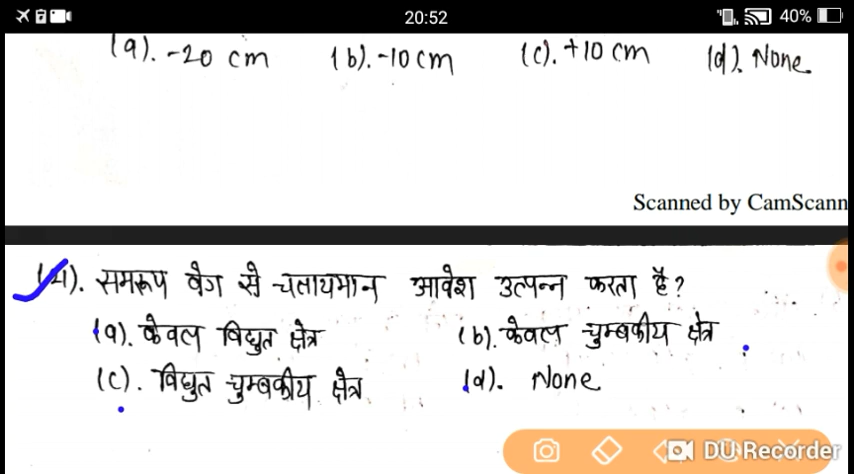 20:52 40%
(a). -20 cm (b). -10 cm (c). +10 cm (d). None
Scanned by CamScann
समरूप वेग से चलायमान आवेश उत्पन्न करता है?
(a). केवल विद्युत क्षेत्र (b). केवल चुम्बकीय क्षेत्र
(c). विद्युत चुम्बकीय क्षेत्र (d). None
DU Recorder